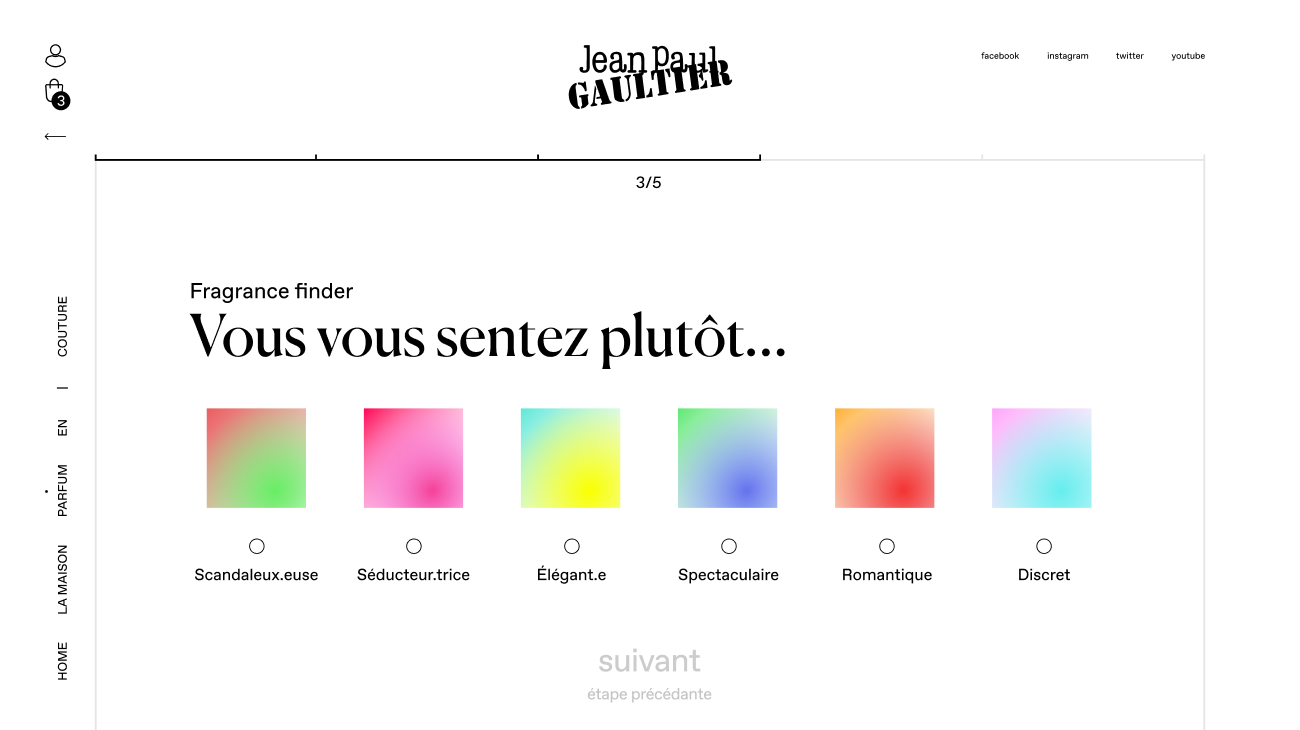 Jean Paul
GAULTIER
facebook instagram twitter youtube
3
3/5
COUTURE
|
EN
PARFUM
LA MAISON
HOME
Fragrance finder
Vous vous sentez plutôt...
Scandaleux.euse Séducteur.trice Élégant.e Spectaculaire Romantique Discret
suivant
étape précédante